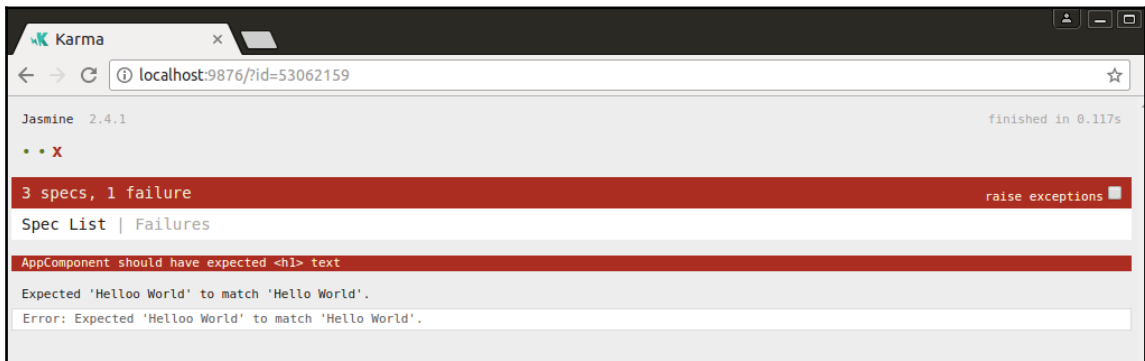 Karma
localhost:9876/?id=53062159
Jasmine 2.4.1 finished in 0.117s
• • x
3 specs, 1 failure raise exceptions
Spec List | Failures
AppComponent should have expected <h1> text
Expected 'Helloo World' to match 'Hello World'.
Error: Expected 'Helloo World' to match 'Hello World'.